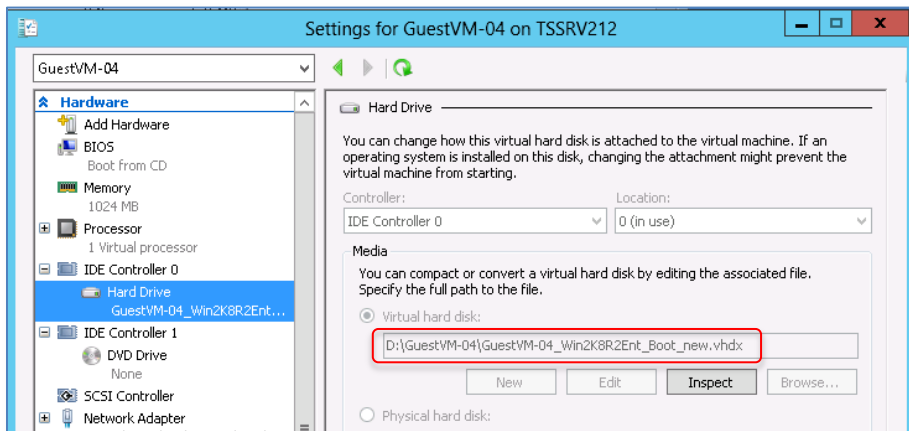 Settings for GuestVM-04 on TSSRV212
GuestVM-04
Hardware
Add Hardware
BIOS
Boot from CD
Memory
1024 MB
Processor
1 Virtual processor
IDE Controller 0
Hard Drive
GuestVM-04_Win2K8R2Ent...
IDE Controller 1
DVD Drive
None
SCSI Controller
Network Adapter
Hard Drive
You can change how this virtual hard disk is attached to the virtual machine. If an
operating system is installed on this disk, changing the attachment might prevent the
virtual machine from starting.
Controller:
Location:
IDE Controller 0
0 (in use)
Media
You can compact or convert a virtual hard disk by editing the associated file.
Specify the full path to the file.
Virtual hard disk:
D:\GuestVM-04\GuestVM-04_Win2K8R2Ent_Boot_new.vhdx
New
Edit
Inspect
Browse...
Physical hard disk: